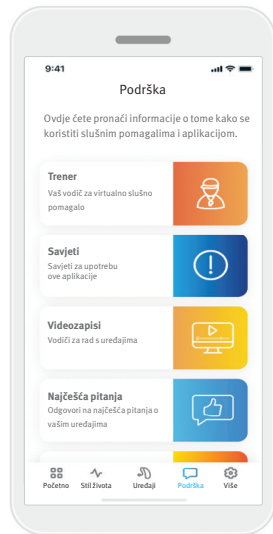 9:41
Podrška
Ovdje ćete pronaći informacije o tome kako se
koristiti slušnim pomagalima i aplikacijom.
Trener
Vaš vodič za virtualno slušno
pomagalo
Savjeti
Savjeti za upotrebu
ove aplikacije
Videozapisi
Vodiči za rad s uređajima
Najčešća pitanja
Odgovori na najčešća pitanja o
vašim uređajima
Početno Stil života Uređaji Podrška Više